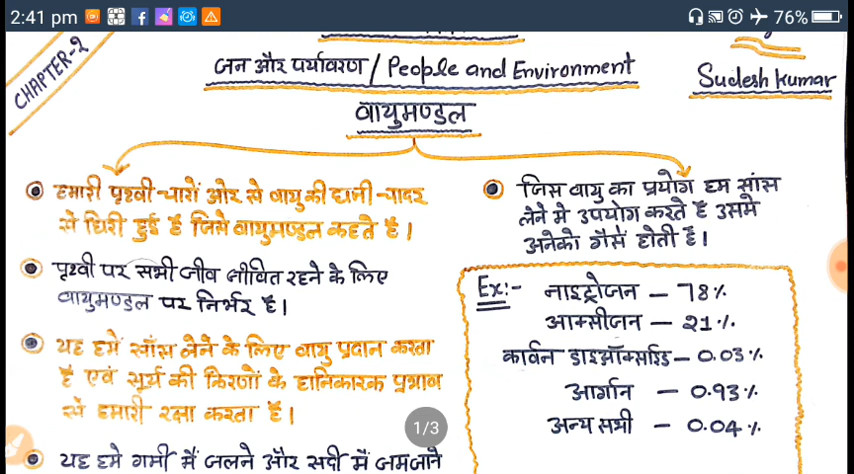 2:41 pm
76%
CHAPTER-2
जन और पर्यावरण / People and Environment
Sudesh kumar
वायुमण्डल
हमारी पृथ्वी चारों ओर से वायु की घनी चादर
से घिरी हुई है जिसे वायुमण्डल कहते है।
पृथ्वी पर सभी जीव जीवित रहने के लिए
वायुमण्डल पर निर्भर है।
यह हमें साँस लेने के लिए वायु प्रदान करता
है एवं सूर्य की किरणों के हानिकारक प्रभाव
से हमारी रक्षा करता है।
यह हमे गर्मी में जलने और सर्दी में जमजाने
जिस वायु का प्रयोग हम सांस
लेने मे उपयोग करते है उसमे
अनेको गैसें होती है।
Ex:- नाइट्रोजन — 78%
आक्सीजन — 21%
कार्बन डाइऑक्साइड — 0.03%
आर्गान — 0.93%
अन्य सभी — 0.04%
1/3